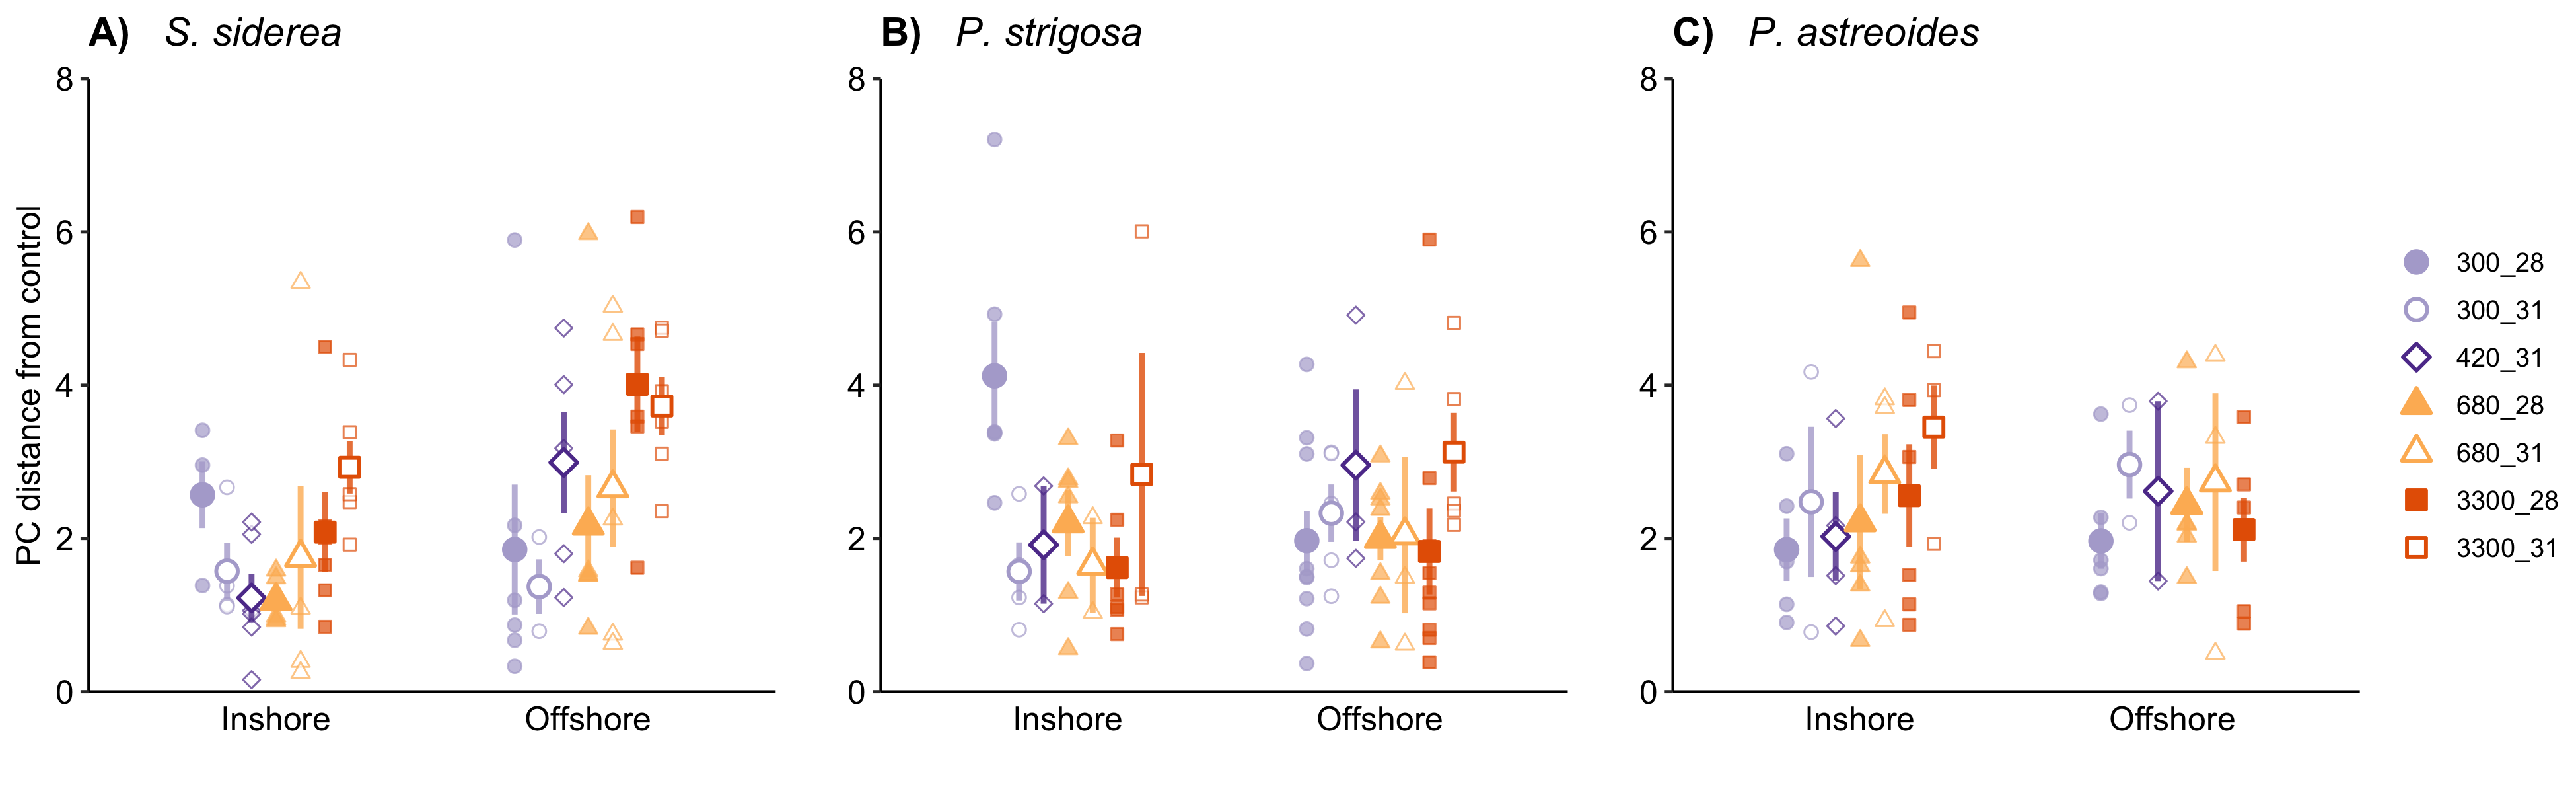 A) S. siderea
B) P. strigosa
C) P. astreoides
PC distance from control
8
6
4
2
0
Inshore
Offshore
8
6
4
2
0
Inshore
Offshore
8
6
4
2
0
Inshore
Offshore
300_28
300_31
420_31
680_28
680_31
3300_28
3300_31